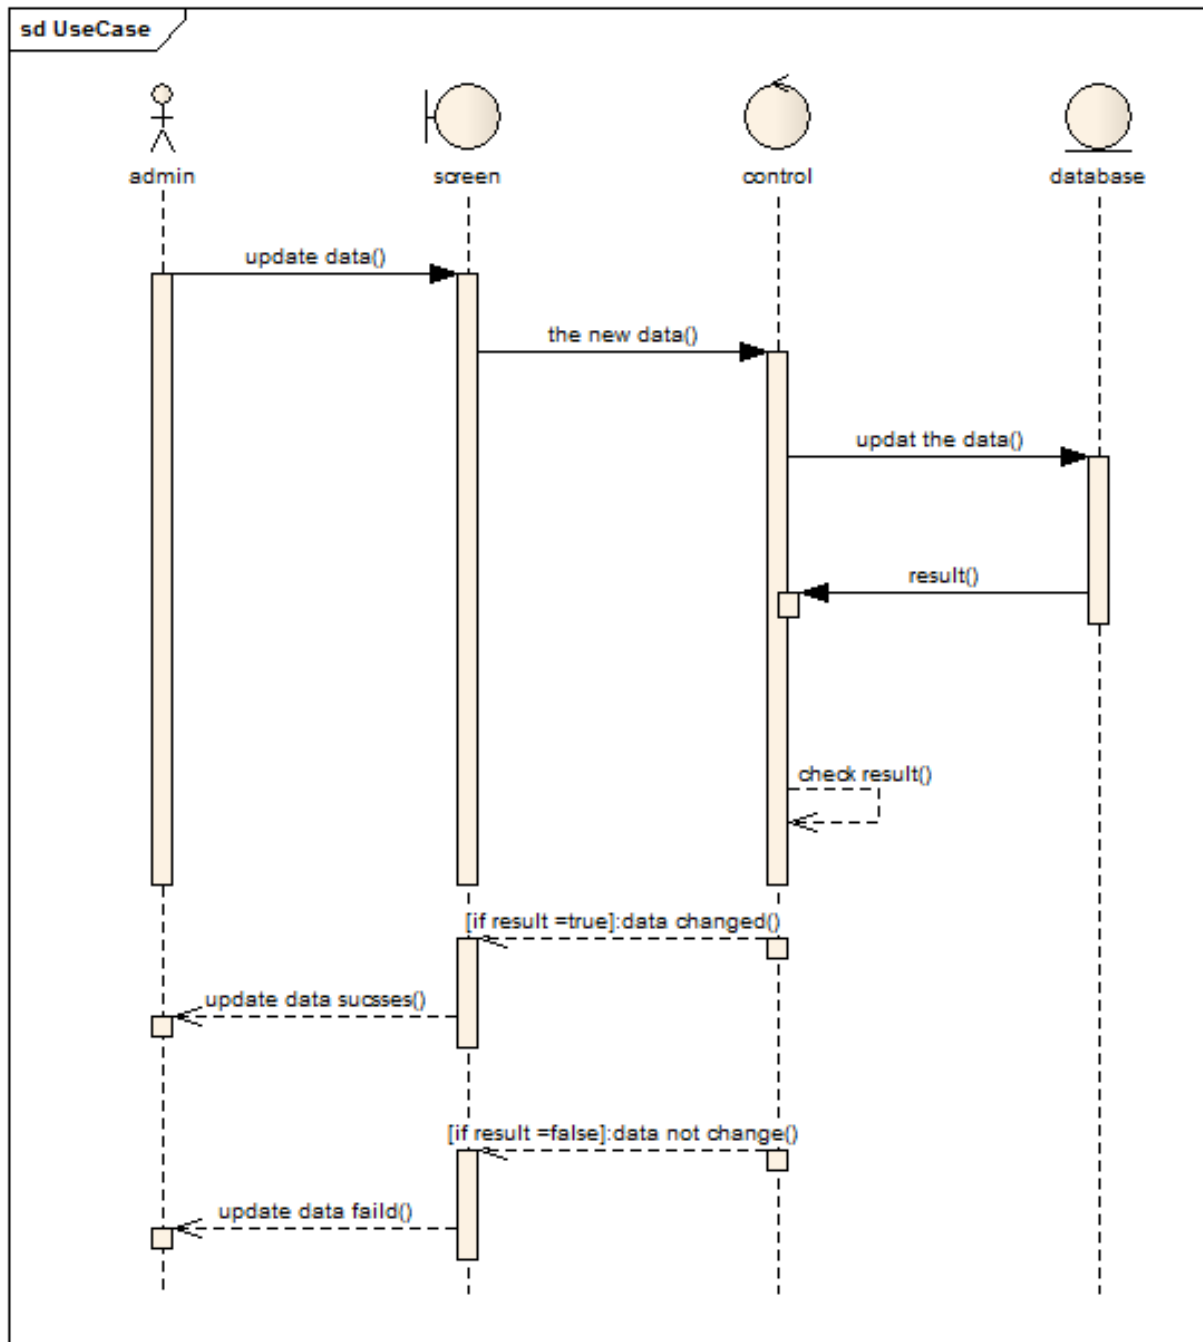 sd UseCase
admin
screen
control
database
update data()
the new data()
updat the data()
result()
check result()
[if result =true]:data changed()
update data sucsses()
[if result =false]:data not change()
update data faild()